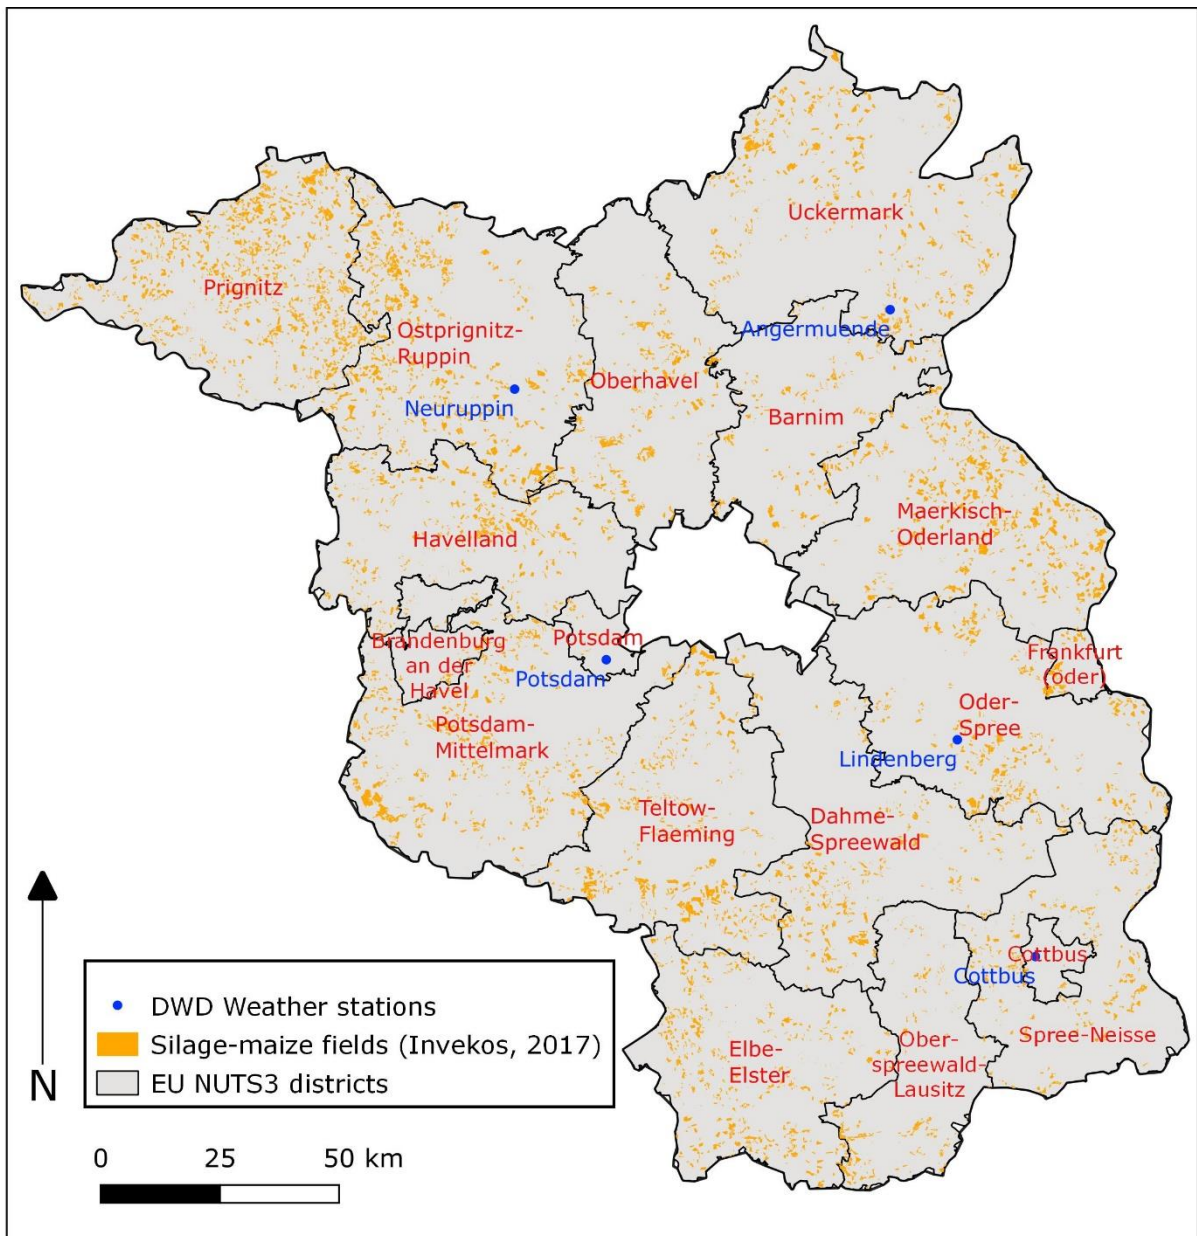 Uckermark
Prignitz
Angermuende
Ostprignitz-
Ruppin
Oberhavel
Neuruppin
Barnim
Maerkisch-
Oderland
Havelland
Brandenburg
an der
Havel
Potsdam
Potsdam
Frankfurt
(oder)
Potsdam-
Mittelmark
Oder-
Spree
Lindenberg
Teltow-
Flaeming
Dahme-
Spreewald
Cottbus
Cottbus
Spree-Neisse
Elbe-
Elster
Ober-
spreewald-
Lausitz
N
DWD Weather stations
Silage-maize fields (Invekos, 2017)
EU NUTS3 districts
0 25 50 km